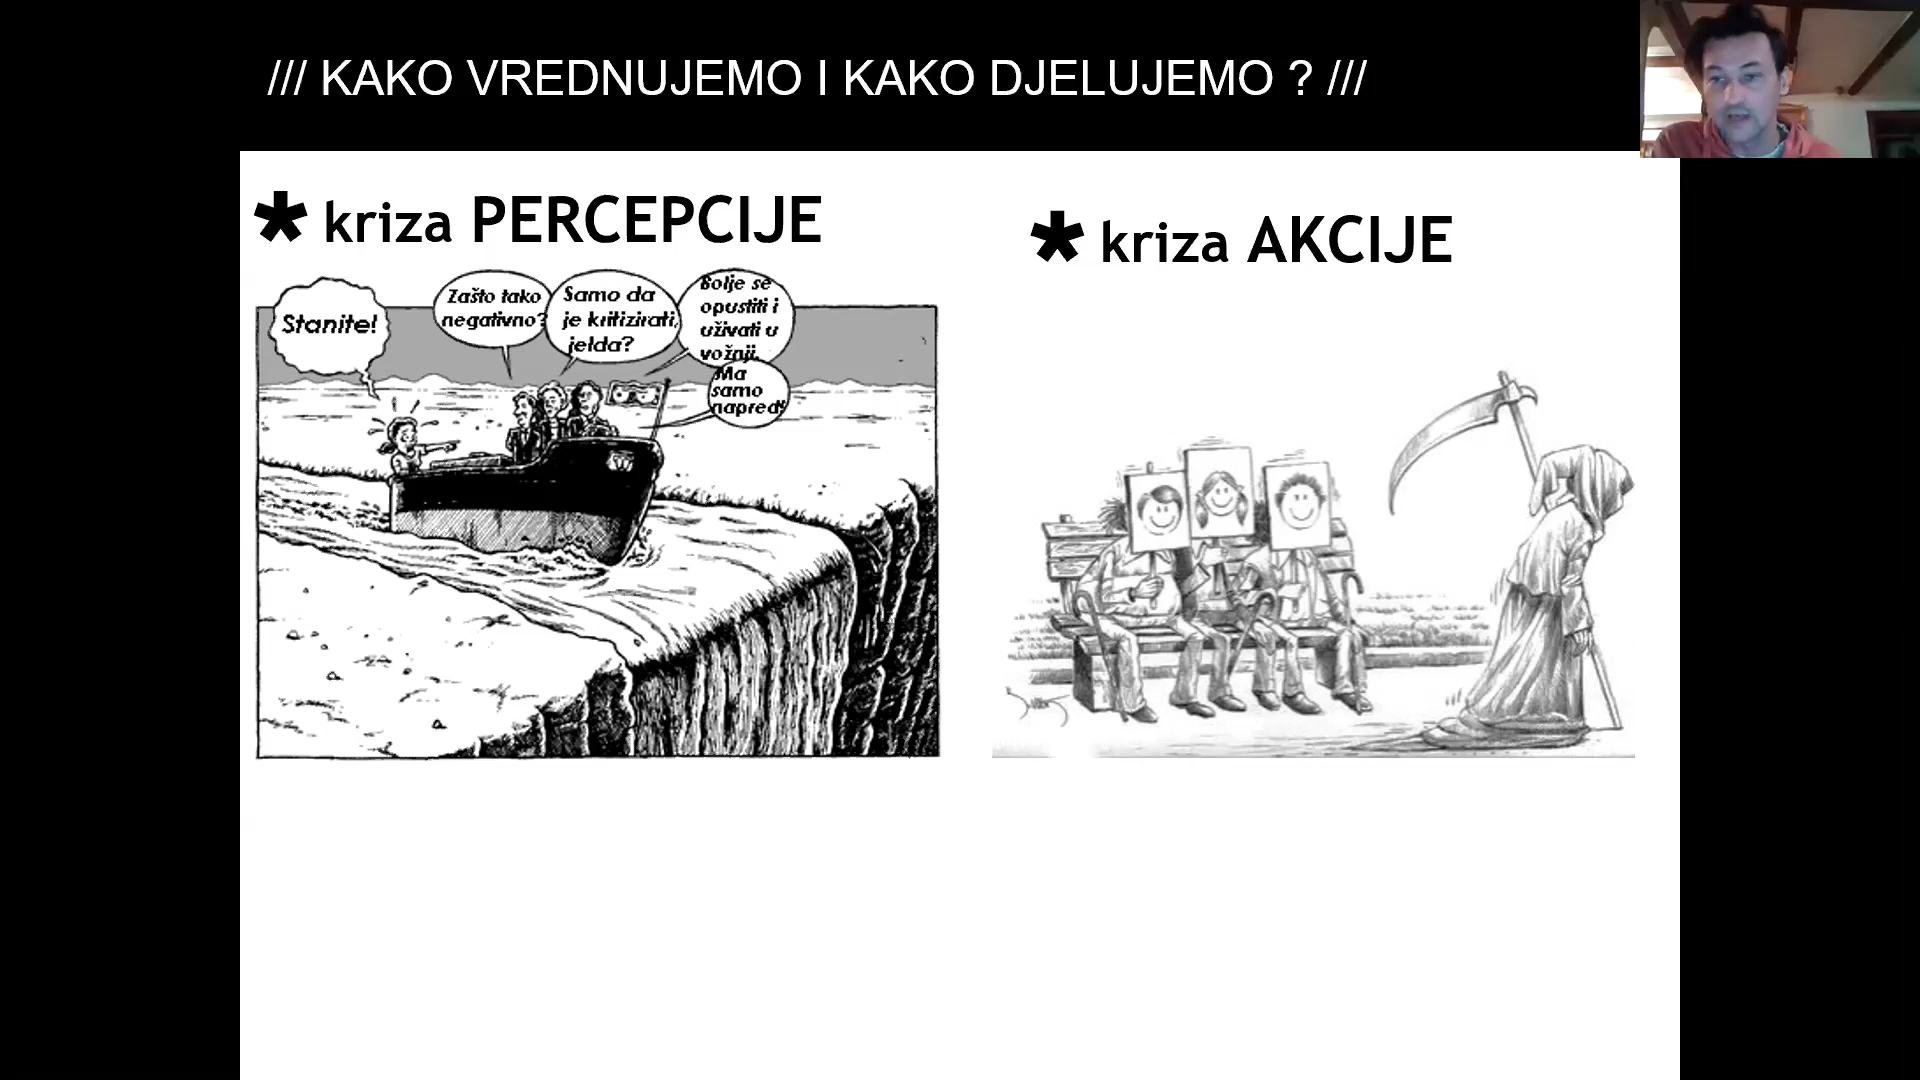 /// KAKO VREDNUJEMO I KAKO DJELUJEMO ? ///
* kriza PERCEPCIJE
* kriza AKCIJE
Stanite!
Zašto tako
negativno?
Samo da
je kritizirati,
jelda?
Bolje se
opustiti i
uživati u
vožnji.
Ma
samo
napred!